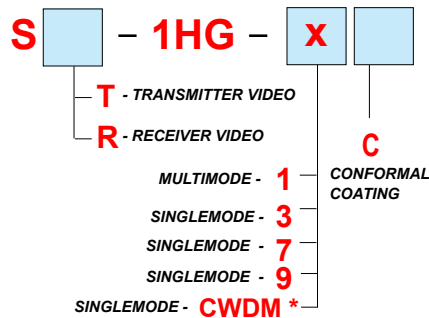 S - 1HG - x
T - TRANSMITTER VIDEO
R - RECEIVER VIDEO
C
CONFORMAL
COATING
MULTIMODE - 1
SINGLEMODE - 3
SINGLEMODE - 7
SINGLEMODE - 9
SINGLEMODE - CWDM *